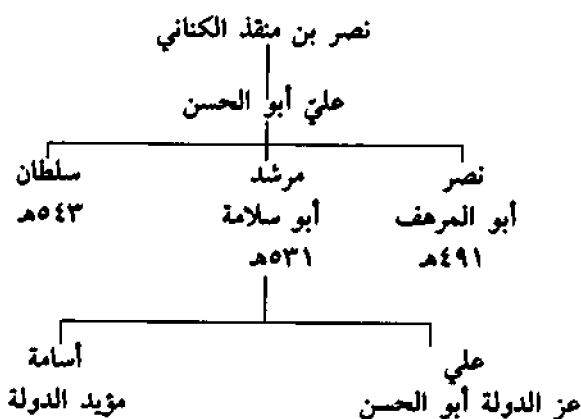 نصر بن منقذ الكناني
عليّ أبو الحسن
نصر مرشد سلطان
أبو المرهف أبو سلامة ٥٤٣هـ
٤٩١هـ ٥٣١هـ
علي أسامة
عز الدولة أبو الحسن مؤيد الدولة